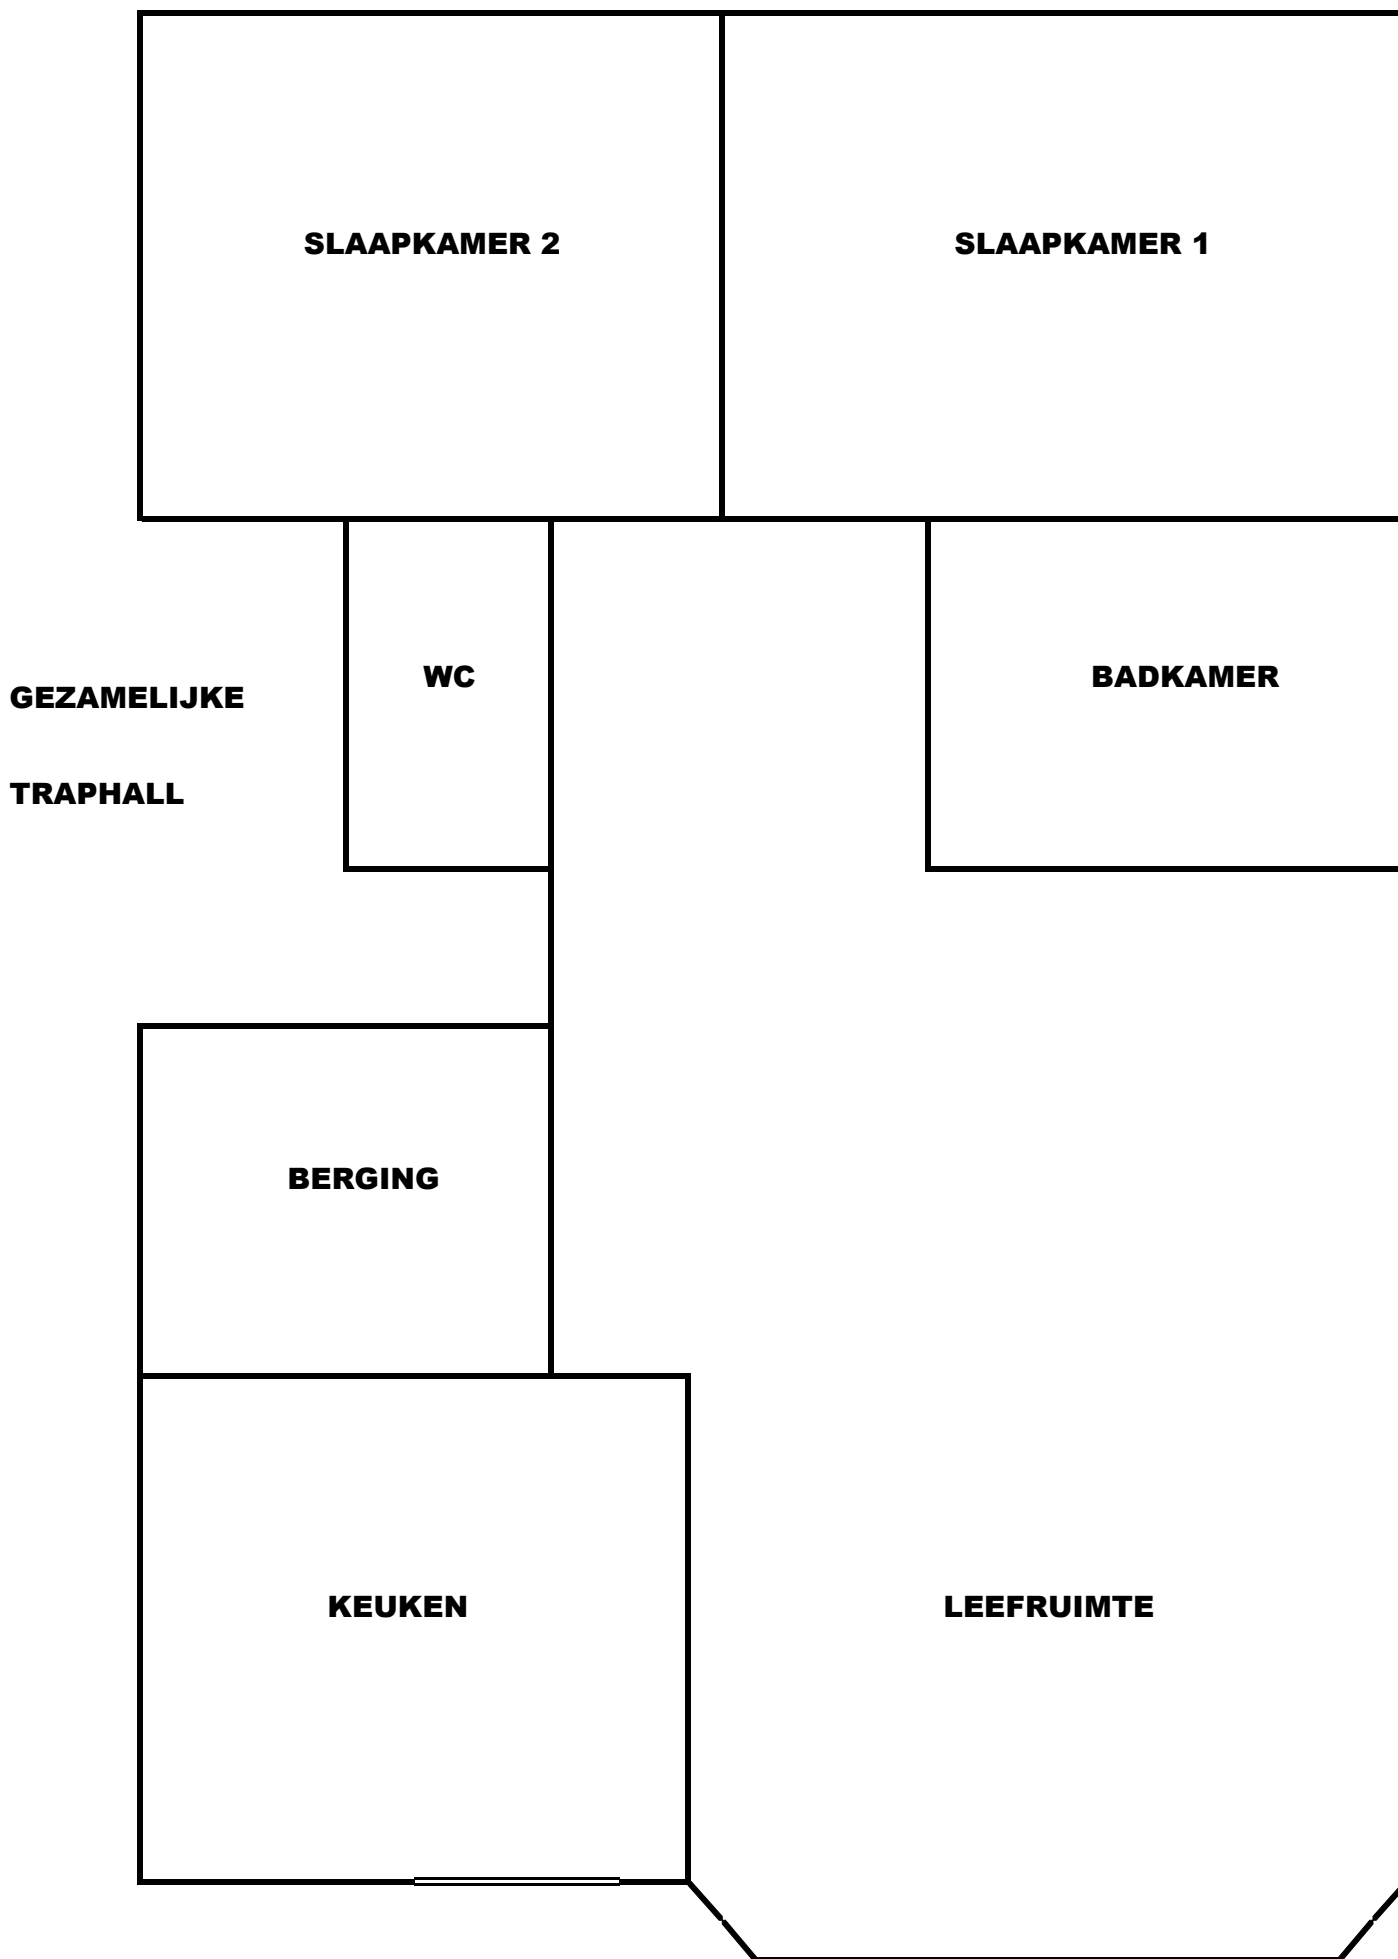 SLAAPKAMER 2
SLAAPKAMER 1
WC
BADKAMER
GEZAMELIJKE
TRAPHALL
BERGING
KEUKEN
LEEFRUIMTE